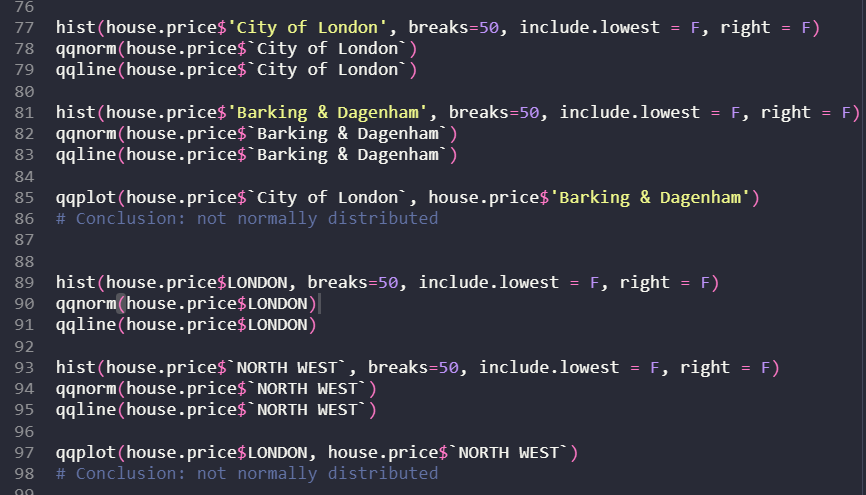 76
77 hist(house.price$'City of London', breaks=50, include.lowest = F, right = F)
78 qqnorm(house.price$`City of London`)
79 qqline(house.price$`City of London`)
80
81 hist(house.price$'Barking & Dagenham', breaks=50, include.lowest = F, right = F)
82 qqnorm(house.price$`Barking & Dagenham`)
83 qqline(house.price$`Barking & Dagenham`)
84
85 qqplot(house.price$`City of London`, house.price$'Barking & Dagenham')
86 # Conclusion: not normally distributed
87
88
89 hist(house.price$LONDON, breaks=50, include.lowest = F, right = F)
90 qqnorm(house.price$LONDON)
91 qqline(house.price$LONDON)
92
93 hist(house.price$`NORTH WEST`, breaks=50, include.lowest = F, right = F)
94 qqnorm(house.price$`NORTH WEST`)
95 qqline(house.price$`NORTH WEST`)
96
97 qqplot(house.price$LONDON, house.price$`NORTH WEST`)
98 # Conclusion: not normally distributed
99